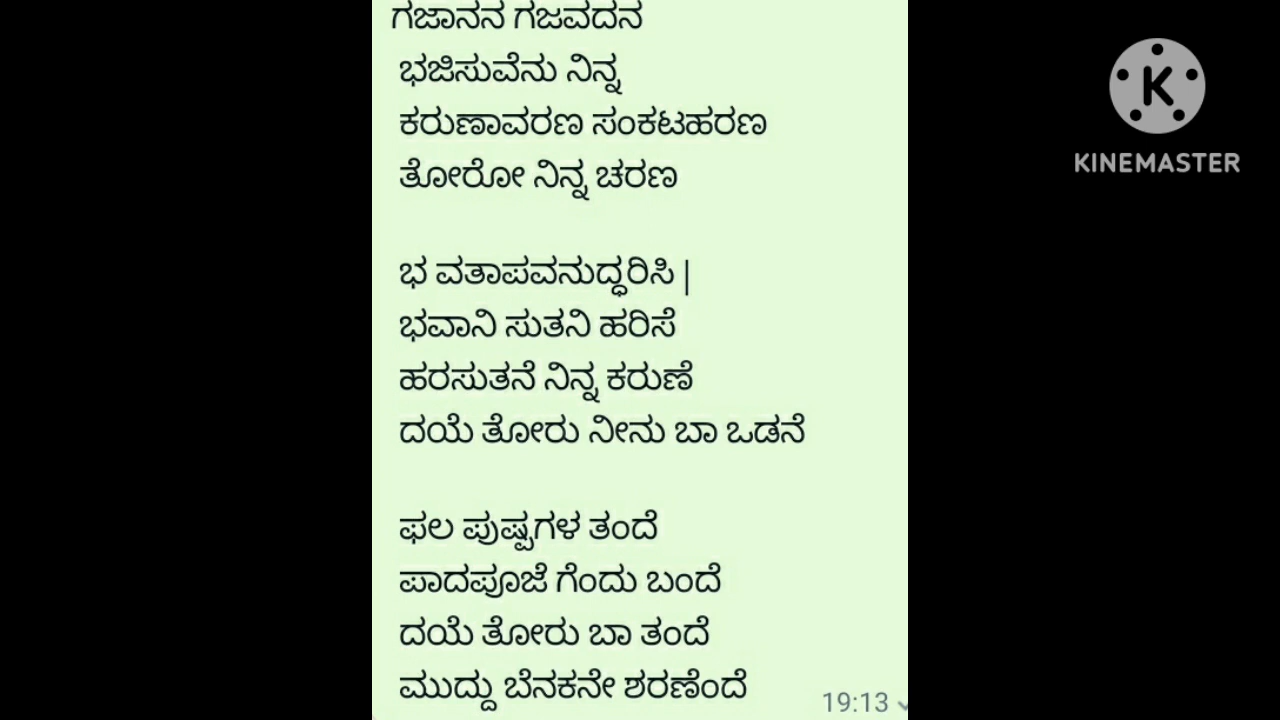 ಗಜಾನನ ಗಜವದನ
ಭಜಿಸುವೆನು ನಿನ್ನ
ಕರುಣಾವರಣ ಸಂಕಟಹರಣ
ತೋರೋ ನಿನ್ನ ಚರಣ
ಭ ವತಾಪವನುದ್ಧರಿಸಿ |
ಭವಾನಿ ಸುತನಿ ಹರಿಸೆ
ಹರಸುತನೆ ನಿನ್ನ ಕರುಣೆ
ದಯೆ ತೋರು ನೀನು ಬಾ ಒಡನೆ
ಫಲ ಪುಷ್ಪಗಳ ತಂದೆ
ಪಾದಪೂಜೆ ಗೆಂದು ಬಂದೆ
ದಯೆ ತೋರು ಬಾ ತಂದೆ
ಮುದ್ದು ಬೆನಕನೇ ಶರಣೆಂದೆ
19:13
K
KINEMASTER